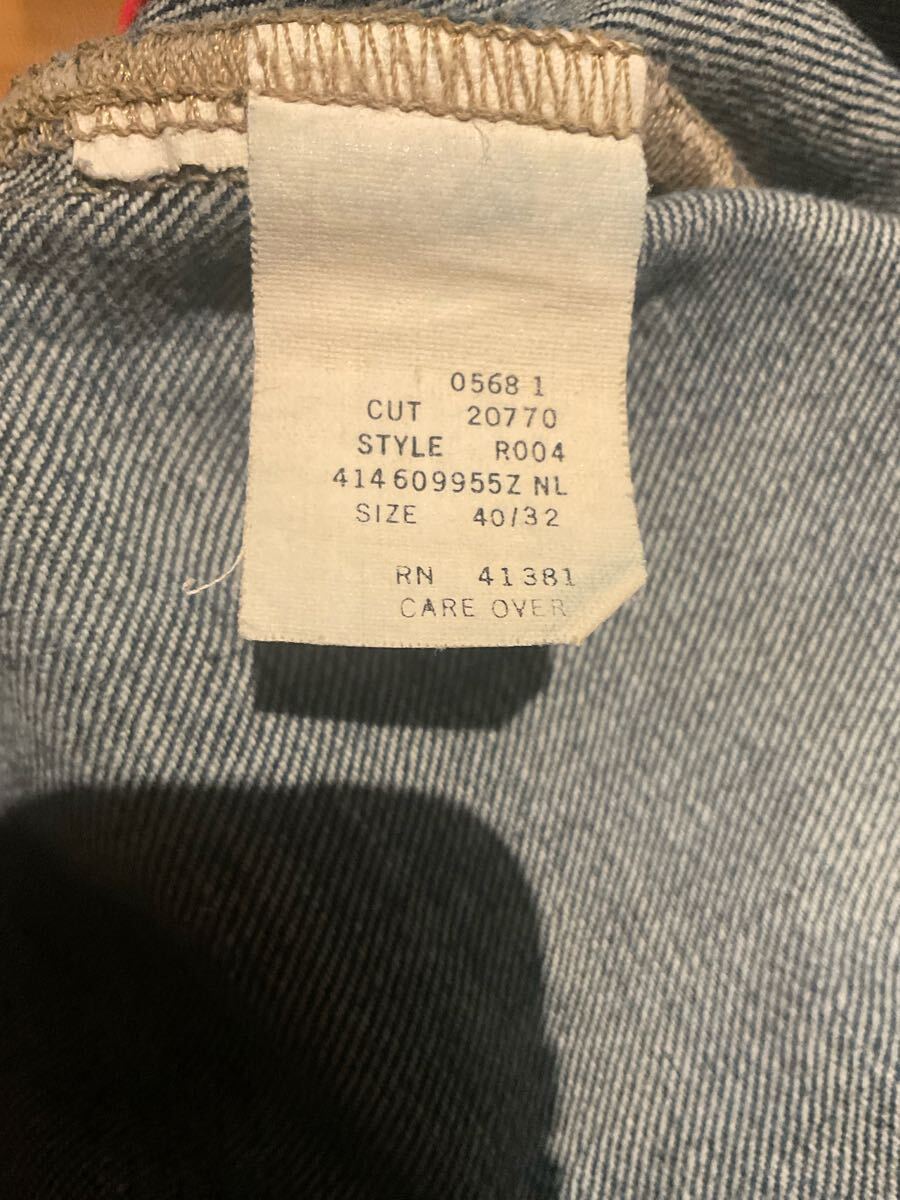 0568 1
CUT 20770
STYLE R004
414609955Z NL
SIZE 40/32
RN 41381
CARE OVER